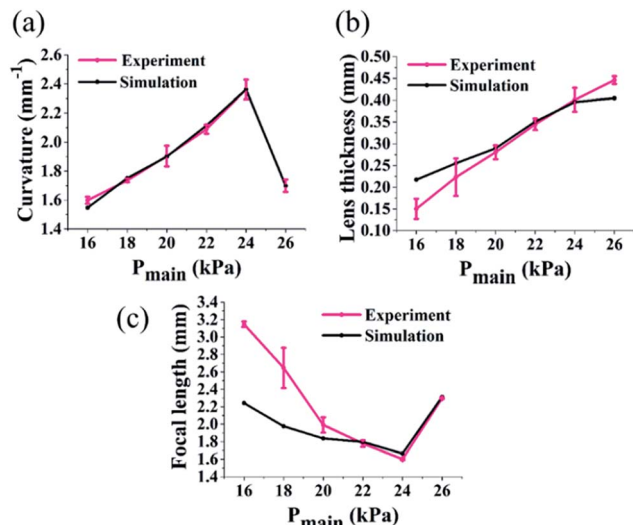 (a)
Curvature (mm⁻¹)
2.6
2.4
2.2
2.0
1.8
1.6
1.4
Experiment
Simulation
16 18 20 22 24 26
Pmain (kPa)
(b)
Lens thickness (mm)
0.50
0.45
0.40
0.35
0.30
0.25
0.20
0.15
0.10
Experiment
Simulation
16 18 20 22 24 26
Pmain (kPa)
(c)
Focal length (mm)
3.4
3.2
2.8
2.6
2.2
2.0
1.8
1.6
1.4
Experiment
Simulation
16 18 20 22 24 26
Pmain (kPa)